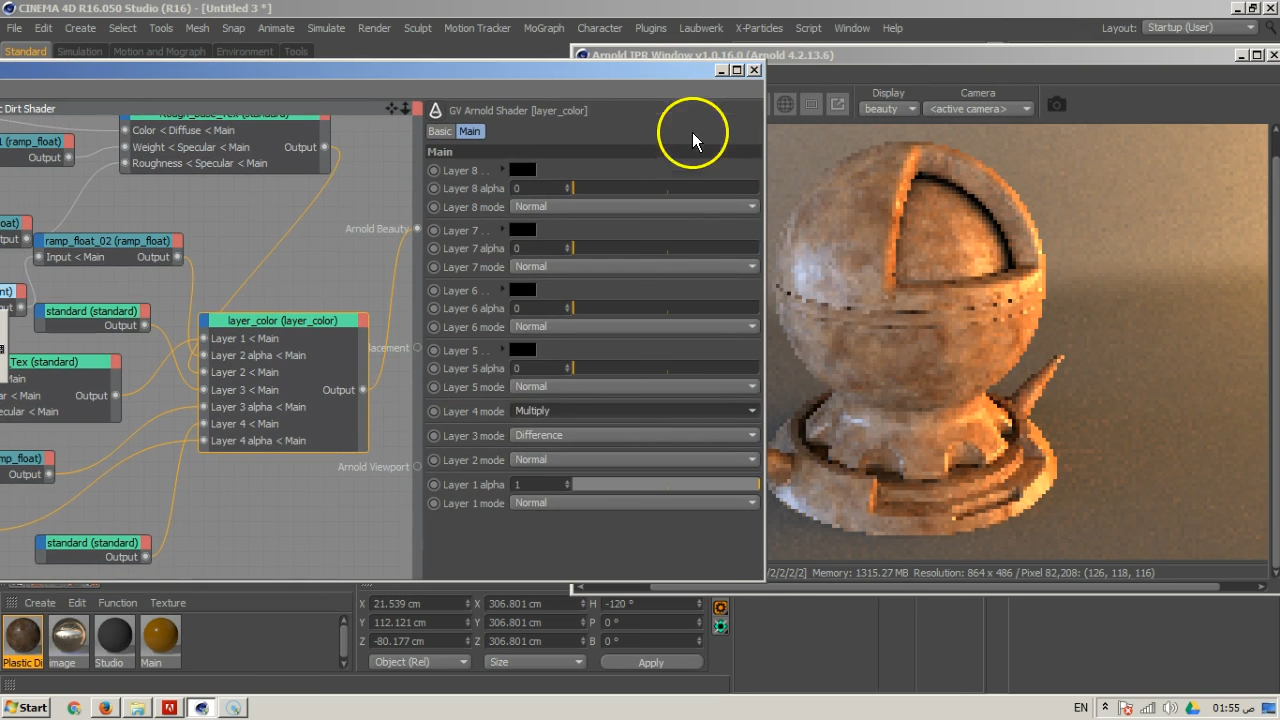 CINEMA 4D R16.050 Studio (R16) - [Untitled 3 *]
File Edit Create Select Tools Mesh Snap Animate Simulate Render Sculpt Motion Tracker MoGraph Character Plugins Laubwerk X-Particles Script Window Help
Layout: Startup (User)
Standard Simulation Motion and Mograph Environment Tools
Arnold IPR Window v1.0.16.0 (Arnold 4.2.13.6)
Display Camera
beauty <active camera>
Dirt Shader
GV Arnold Shader [layer_color]
Basic Main
Main
Layer 8 . .
Layer 8 alpha 0
Layer 8 mode Normal
Layer 7 . .
Layer 7 alpha 0
Layer 7 mode Normal
Layer 6 . .
Layer 6 alpha 0
Layer 6 mode Normal
Layer 5 . .
Layer 5 alpha 0
Layer 5 mode Normal
Layer 4 mode Multiply
Layer 3 mode Difference
Layer 2 mode Normal
Layer 1 alpha 1
Layer 1 mode Normal
Rough_base_Tex (standard)
Color < Diffuse < Main
Weight < Specular < Main Output
Roughness < Specular < Main
(ramp_float)
Output
Output
ramp_float_02 (ramp_float)
Input < Main Output
Arnold Beauty
standard (standard)
Output
Tex (standard)
Main
Main Output
Specular < Main
layer_color (layer_color)
Layer 1 < Main
Layer 2 alpha < Main
Layer 2 < Main
Layer 3 < Main Output
Layer 3 alpha < Main
Layer 4 < Main
Layer 4 alpha < Main
Output
Arnold Viewport
standard (standard)
Output
[2/2/2/2] Memory: 1315.27 MB Resolution: 864 x 486 / Pixel 82,208: (126, 118, 116)
Create Edit Function Texture
Plastic Di image Studio Main
X 21.539 cm X 306.801 cm H -120 °
Y 112.121 cm Y 306.801 cm P 0 °
Z -80.177 cm Z 306.801 cm B 0 °
Object (Rel) Size Apply
Start EN 01:55 ص